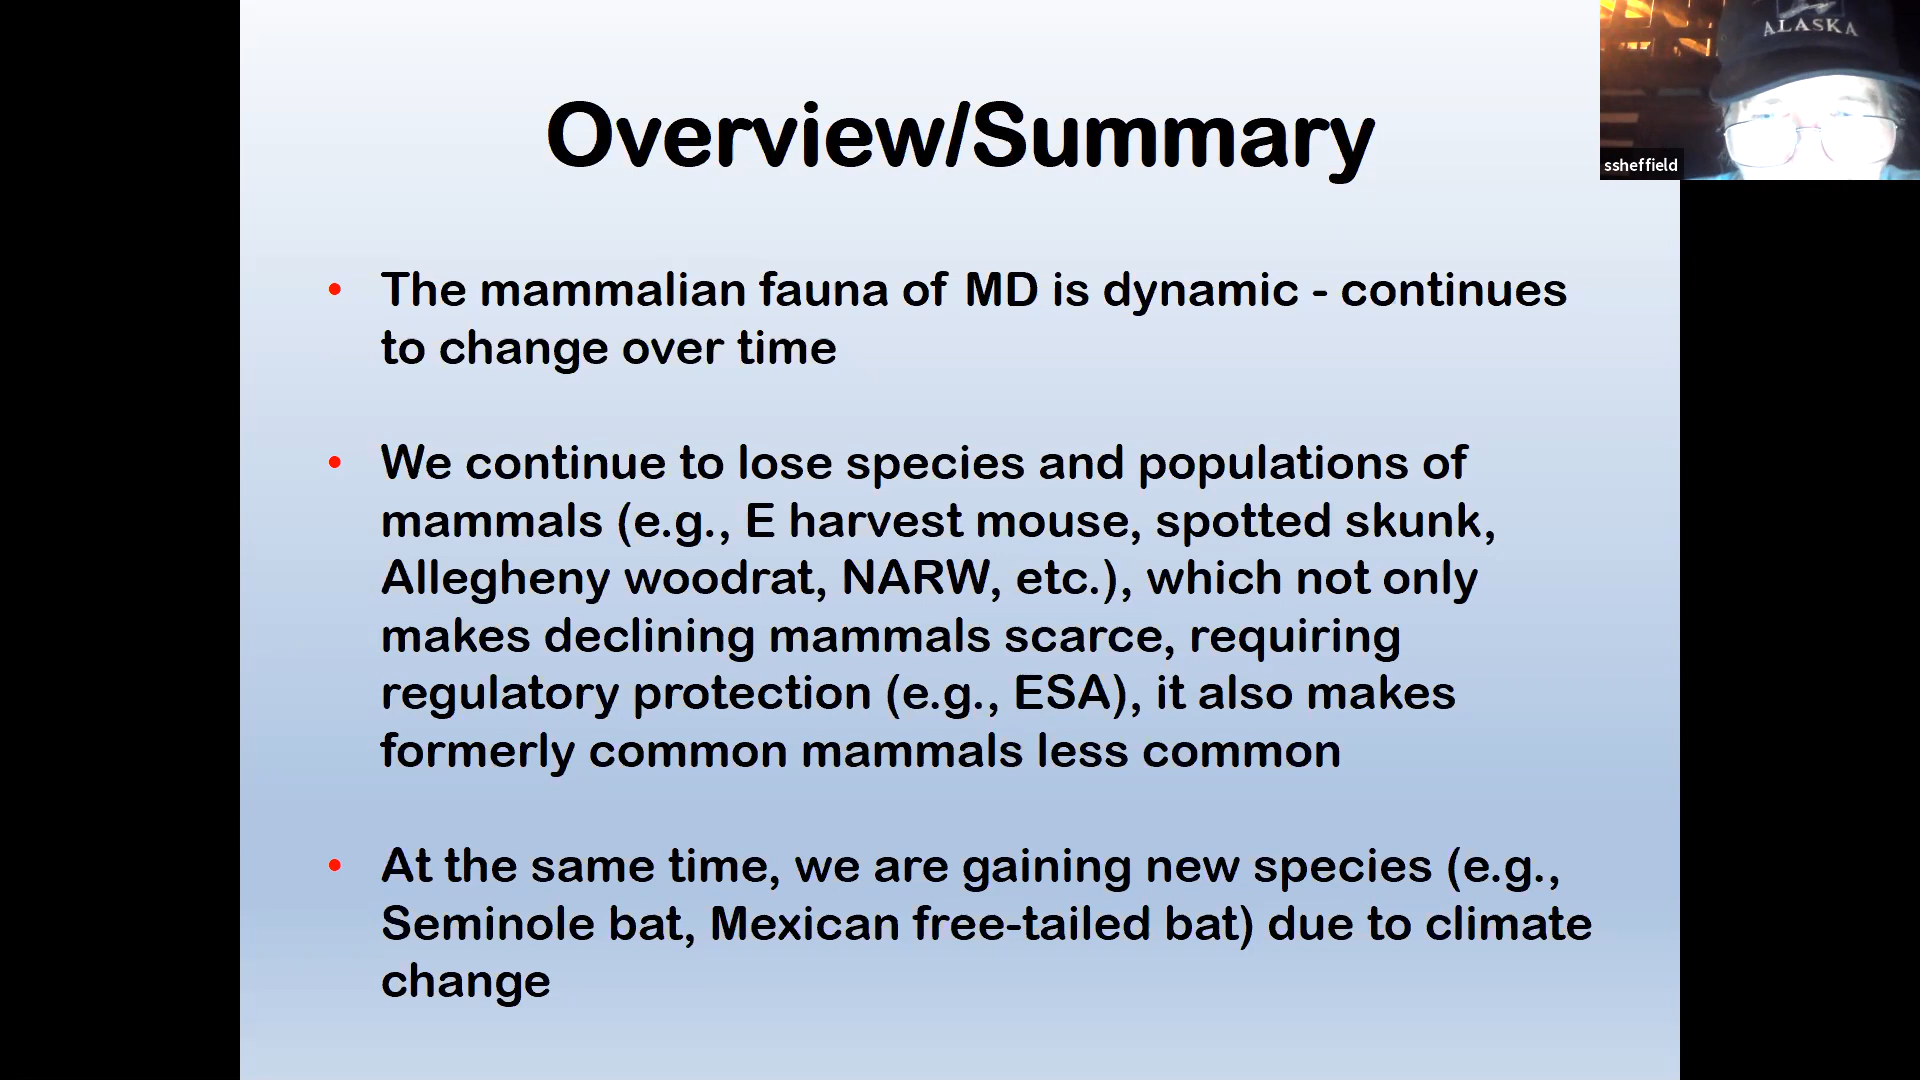 Overview/Summary
ALASKA
ssheffield
• The mammalian fauna of MD is dynamic - continues
to change over time
• We continue to lose species and populations of
mammals (e.g., E harvest mouse, spotted skunk,
Allegheny woodrat, NARW, etc.), which not only
makes declining mammals scarce, requiring
regulatory protection (e.g., ESA), it also makes
formerly common mammals less common
• At the same time, we are gaining new species (e.g.,
Seminole bat, Mexican free-tailed bat) due to climate
change